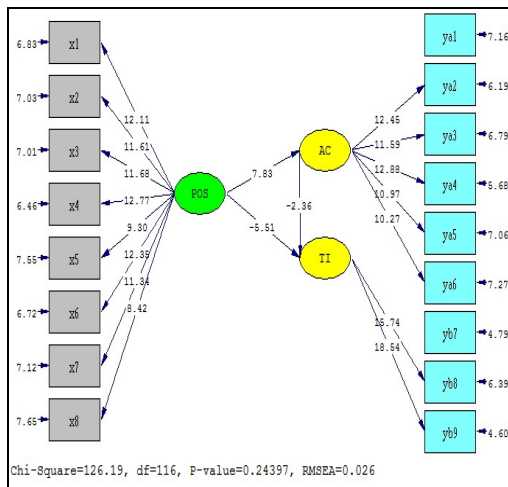 6.83 x1
7.03 x2
7.01 x3
6.46 x4
7.55 x5
6.72 x6
7.12 x7
7.65 x8
12.11
11.61
11.68
12.77
9.30
12.35
11.34
8.42
POS
7.83
-5.51
AC
-2.36
TI
12.45
11.59
12.88
10.97
10.27
15.74
18.54
ya1 7.16
ya2 6.19
ya3 6.79
ya4 5.68
ya5 7.06
ya6 7.27
yb7 4.79
yb8 6.39
yb9 4.60
Chi-Square=126.19, df=116, P-value=0.24397, RMSEA=0.026